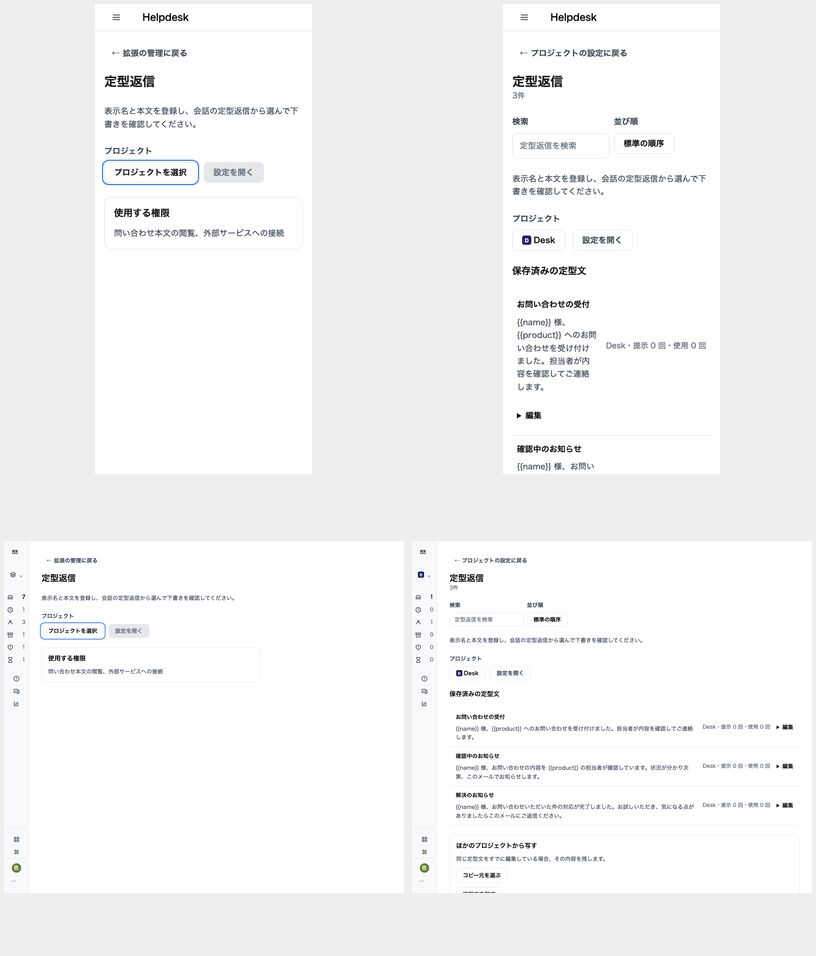 Helpdesk
← 拡張の管理に戻る
定型返信
表示名と本文を登録し、会話の定型返信から選んで下
書きを確認してください。
プロジェクト
プロジェクトを選択
設定を開く
使用する権限
問い合わせ本文の閲覧、外部サービスへの接続
Helpdesk
← プロジェクトの設定に戻る
定型返信
3件
検索
並び順
定型返信を検索
標準の順序
表示名と本文を登録し、会話の定型返信から選んで下
書きを確認してください。
プロジェクト
D Desk
設定を開く
保存済みの定型文
お問い合わせの受付
{{name}} 様、
{{product}} へのお問
い合わせを受け付け
ました。担当者が内
容を確認してご連絡
します。
Desk・提示 0 回・使用 0 回
▶ 編集
確認中のお知らせ
{{name}} 様、お問い
← 拡張の管理に戻る
定型返信
表示名と本文を登録し、会話の定型返信から選んで下書きを確認してください。
プロジェクト
プロジェクトを選択
設定を開く
使用する権限
問い合わせ本文の閲覧、外部サービスへの接続
7
1
3
1
1
1
← プロジェクトの設定に戻る
定型返信
3件
検索
並び順
定型返信を検索
標準の順序
表示名と本文を登録し、会話の定型返信から選んで下書きを確認してください。
プロジェクト
D Desk
設定を開く
保存済みの定型文
お問い合わせの受付
{{name}} 様、{{product}} へのお問い合わせを受け付けました。担当者が内容を確認してご連絡
します。
Desk・提示 0 回・使用 0 回
▶ 編集
確認中のお知らせ
{{name}} 様、お問い合わせの内容を {{product}} の担当者が確認しています。状況が分かり次
第、このメールでお知らせします。
Desk・提示 0 回・使用 0 回
▶ 編集
解決のお知らせ
{{name}} 様、お問い合わせいただいた件の対応が完了しました。お試しいただき、気になる点が
ありましたらこのメールにご返信ください。
Desk・提示 0 回・使用 0 回
▶ 編集
ほかのプロジェクトから写す
同じ定型文をすでに編集している場合、その内容を残します。
コピー元を選ぶ
1
0
1
0
0
0